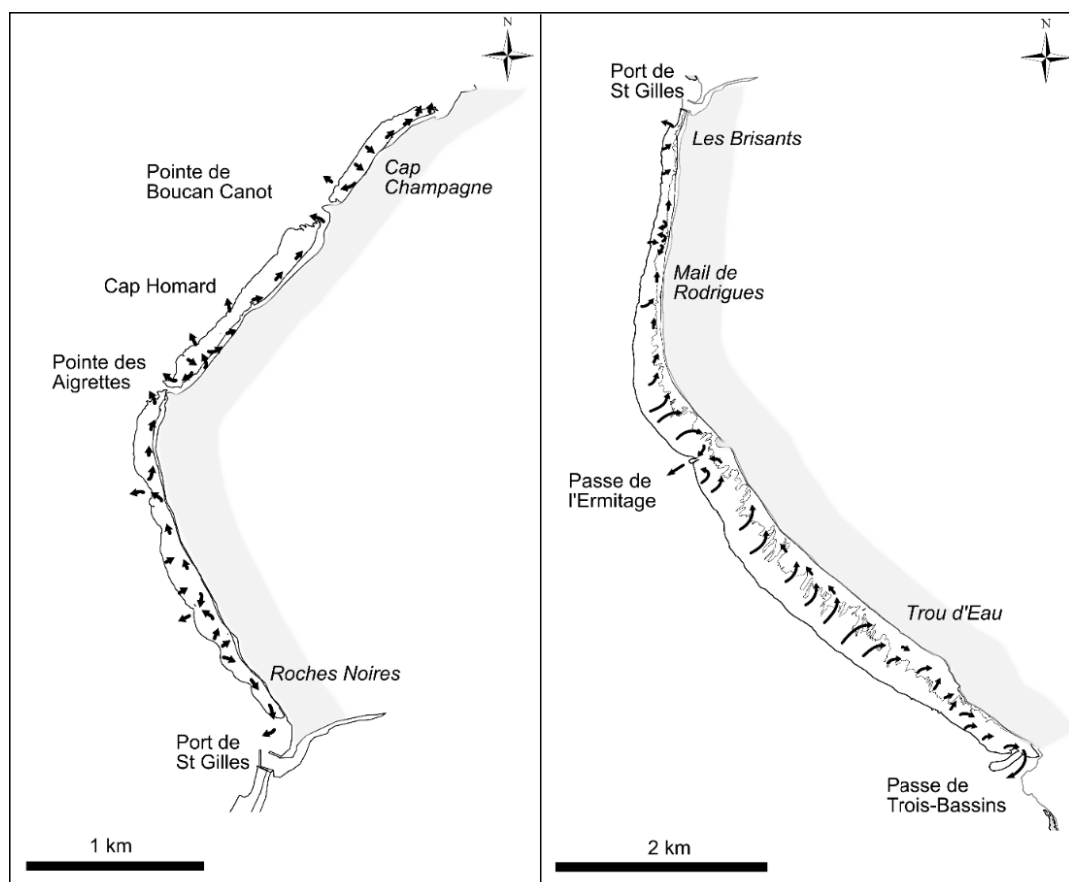 N
Pointe de
Boucan Canot
Cap
Champagne
Cap Homard
Pointe des
Aigrettes
Roches Noires
Port de
St Gilles
1 km
N
Port de
St Gilles
Les Brisants
Mail de
Rodrigues
Passe de
l'Ermitage
Trou d'Eau
Passe de
Trois-Bassins
2 km